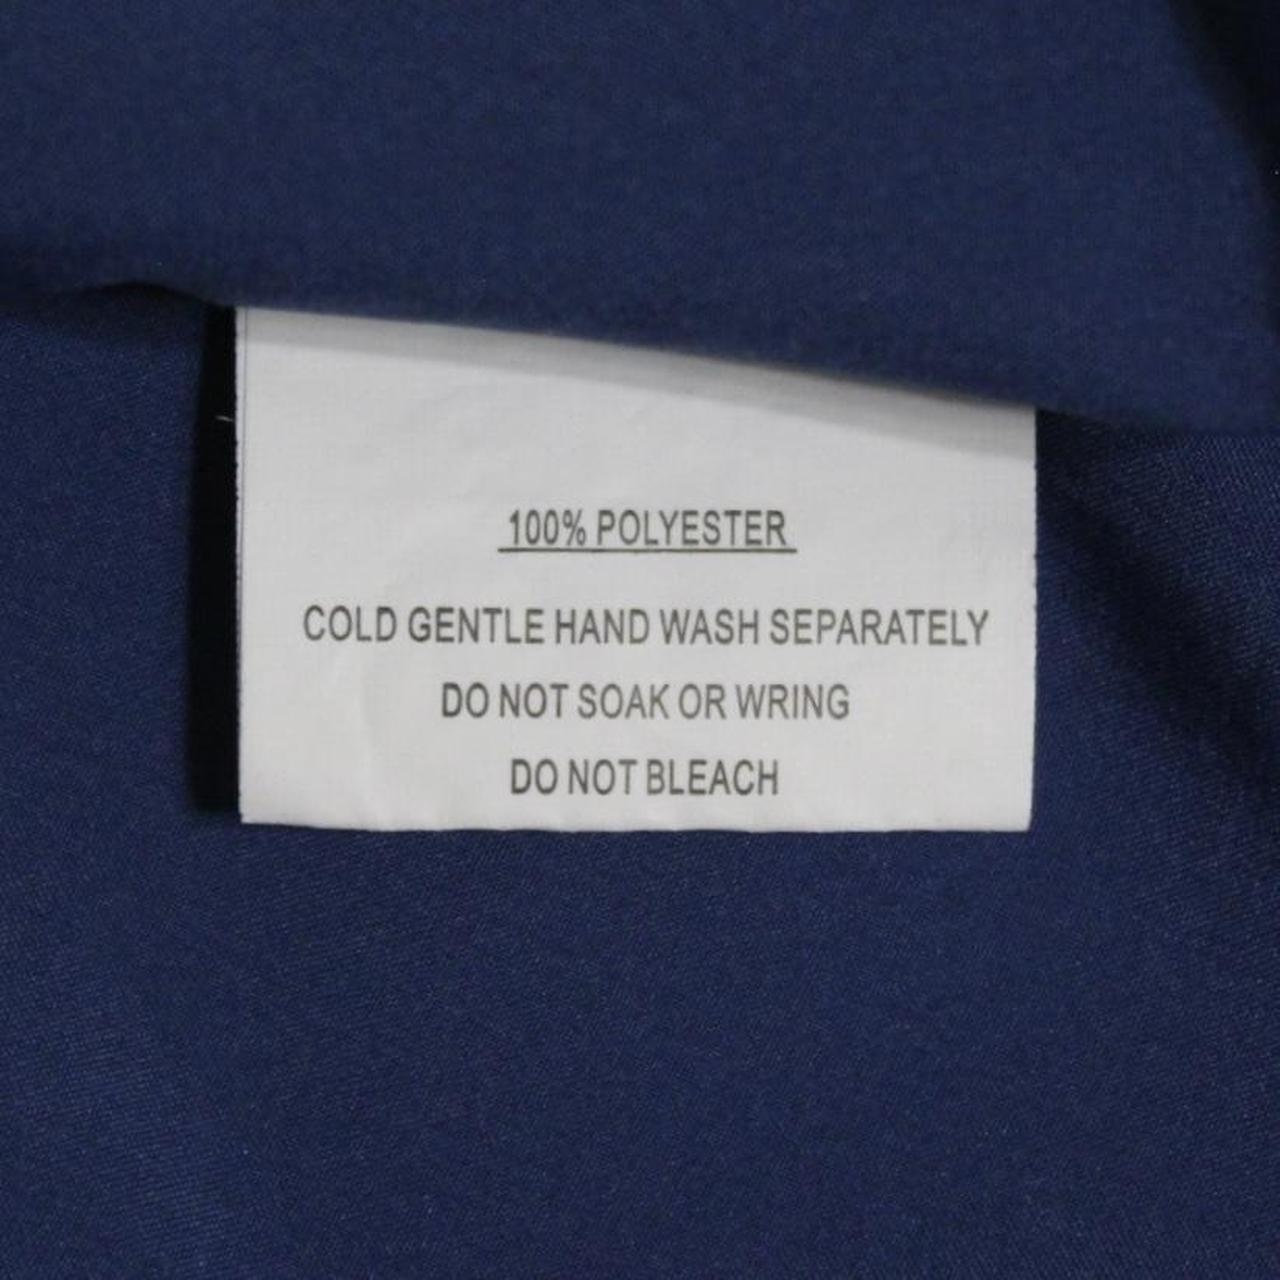 100% POLYESTER
COLD GENTLE HAND WASH SEPARATELY
DO NOT SOAK OR WRING
DO NOT BLEACH